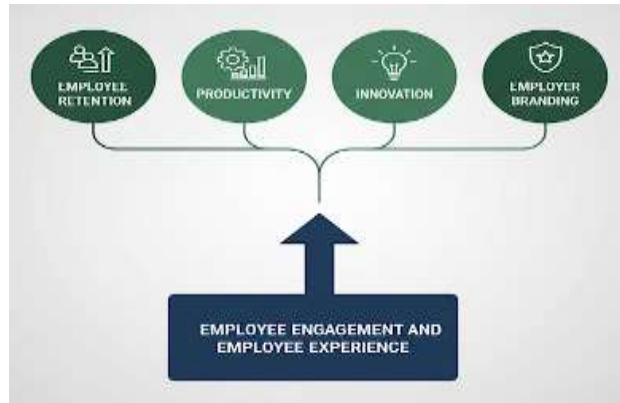 EMPLOYEE
RETENTION
PRODUCTIVITY
INNOVATION
EMPLOYER
BRANDING
EMPLOYEE ENGAGEMENT AND
EMPLOYEE EXPERIENCE